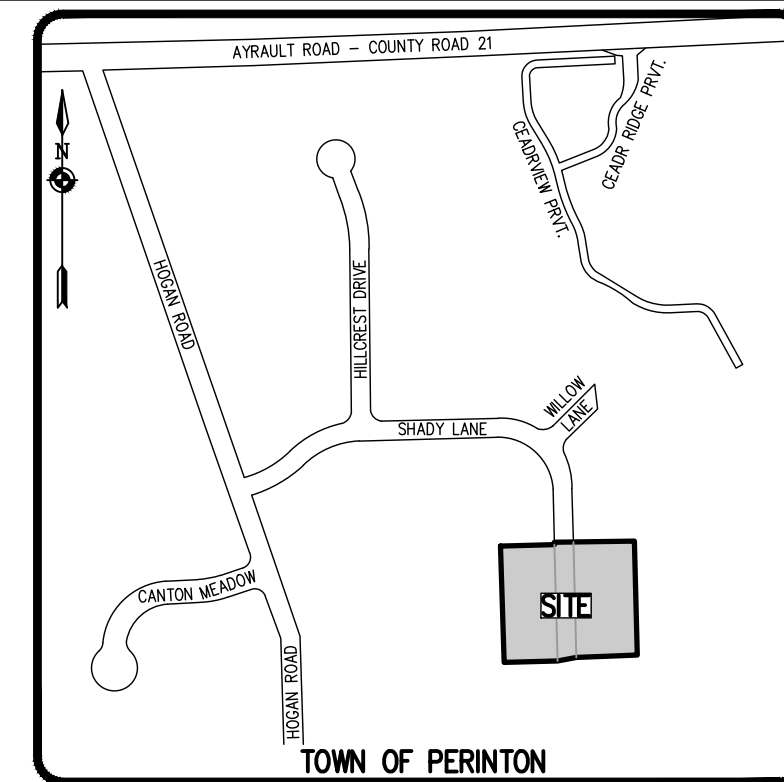 AYRAULT ROAD - COUNTY ROAD 21
N
CEADRVIEW PRVT.
CEADR RIDGE PRVT.
HOGAN ROAD
HILLCREST DRIVE
WILLOW
LANE
SHADY LANE
CANTON MEADOW
SITE
HOGAN ROAD
TOWN OF PERINTON